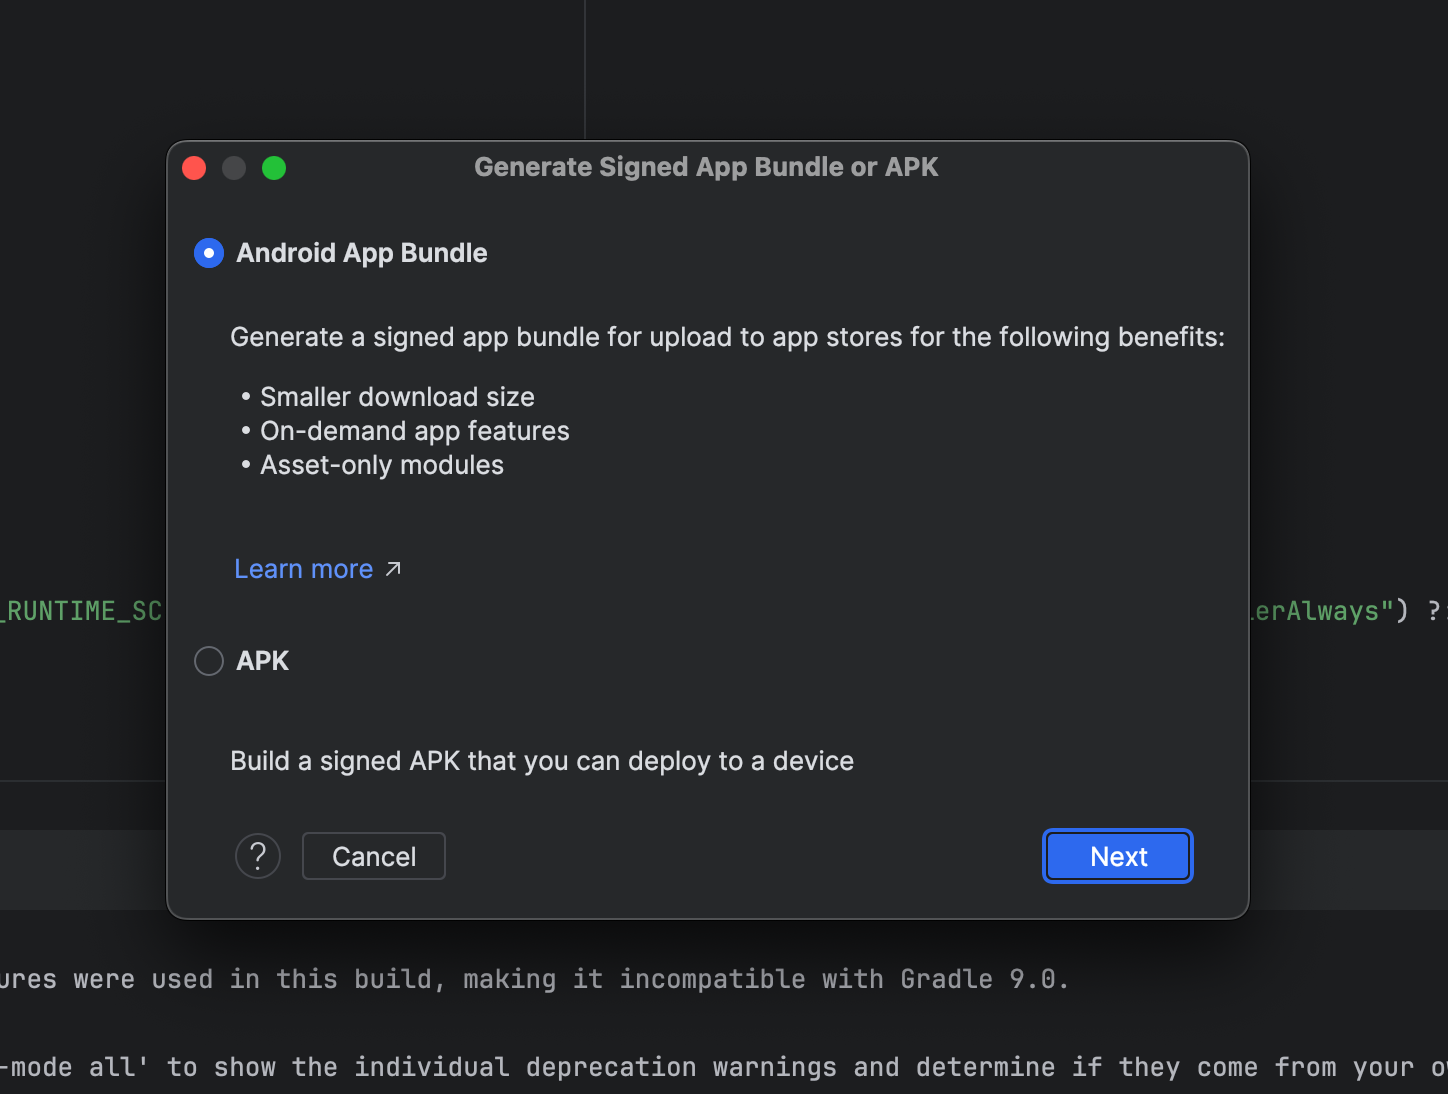 Generate Signed App Bundle or APK
Android App Bundle
Generate a signed app bundle for upload to app stores for the following benefits:
• Smaller download size
• On-demand app features
• Asset-only modules
Learn more ↗
_RUNTIME_SC erAlways") ?:
APK
Build a signed APK that you can deploy to a device
? Cancel Next
ures were used in this build, making it incompatible with Gradle 9.0.
-mode all' to show the individual deprecation warnings and determine if they come from your